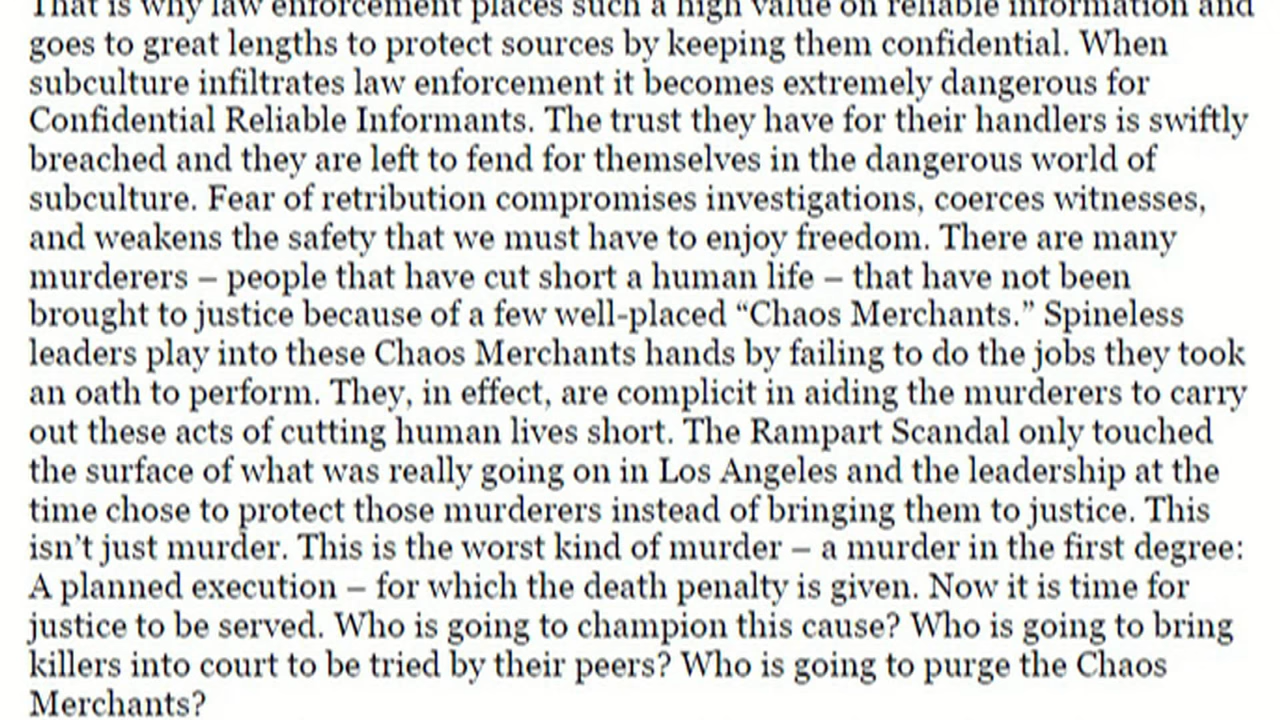 That is why law enforcement places such a high value on reliable information and
goes to great lengths to protect sources by keeping them confidential. When
subculture infiltrates law enforcement it becomes extremely dangerous for
Confidential Reliable Informants. The trust they have for their handlers is swiftly
breached and they are left to fend for themselves in the dangerous world of
subculture. Fear of retribution compromises investigations, coerces witnesses,
and weakens the safety that we must have to enjoy freedom. There are many
murderers – people that have cut short a human life – that have not been
brought to justice because of a few well-placed “Chaos Merchants.” Spineless
leaders play into these Chaos Merchants hands by failing to do the jobs they took
an oath to perform. They, in effect, are complicit in aiding the murderers to carry
out these acts of cutting human lives short. The Rampart Scandal only touched
the surface of what was really going on in Los Angeles and the leadership at the
time chose to protect those murderers instead of bringing them to justice. This
isn’t just murder. This is the worst kind of murder – a murder in the first degree:
A planned execution – for which the death penalty is given. Now it is time for
justice to be served. Who is going to champion this cause? Who is going to bring
killers into court to be tried by their peers? Who is going to purge the Chaos
Merchants?